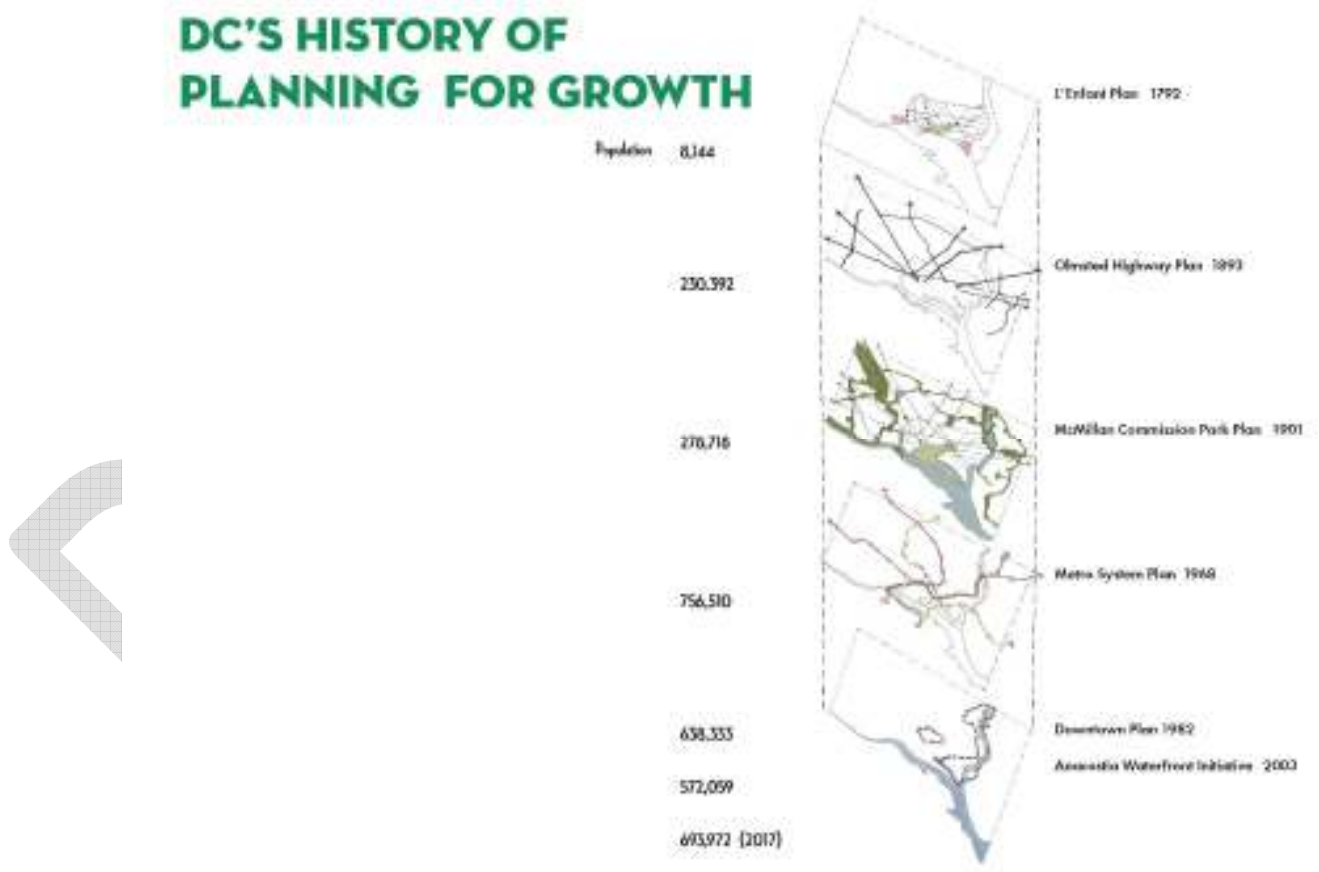 DC'S HISTORY OF
PLANNING FOR GROWTH
L'Enfant Plan 1792
Population 8,144
Olmsted Highway Plan 1893
230,392
McMillan Commission Park Plan 1901
278,718
Metro System Plan 1968
756,510
Downtown Plan 1982
638,333
Anacostia Waterfront Initiative 2003
572,059
693,972 (2017)